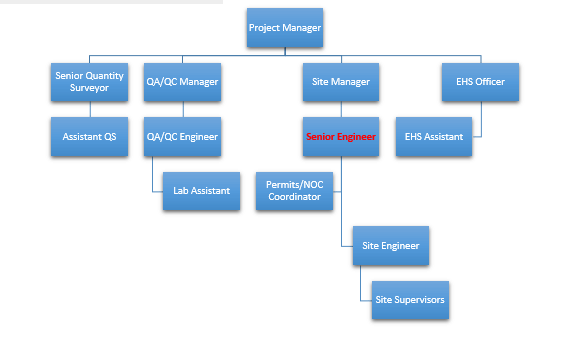 Project Manager
Senior Quantity
Surveyor
QA/QC Manager
Site Manager
EHS Officer
Assistant QS
QA/QC Engineer
Senior Engineer
EHS Assistant
Lab Assistant
Permits/NOC
Coordinator
Site Engineer
Site Supervisors